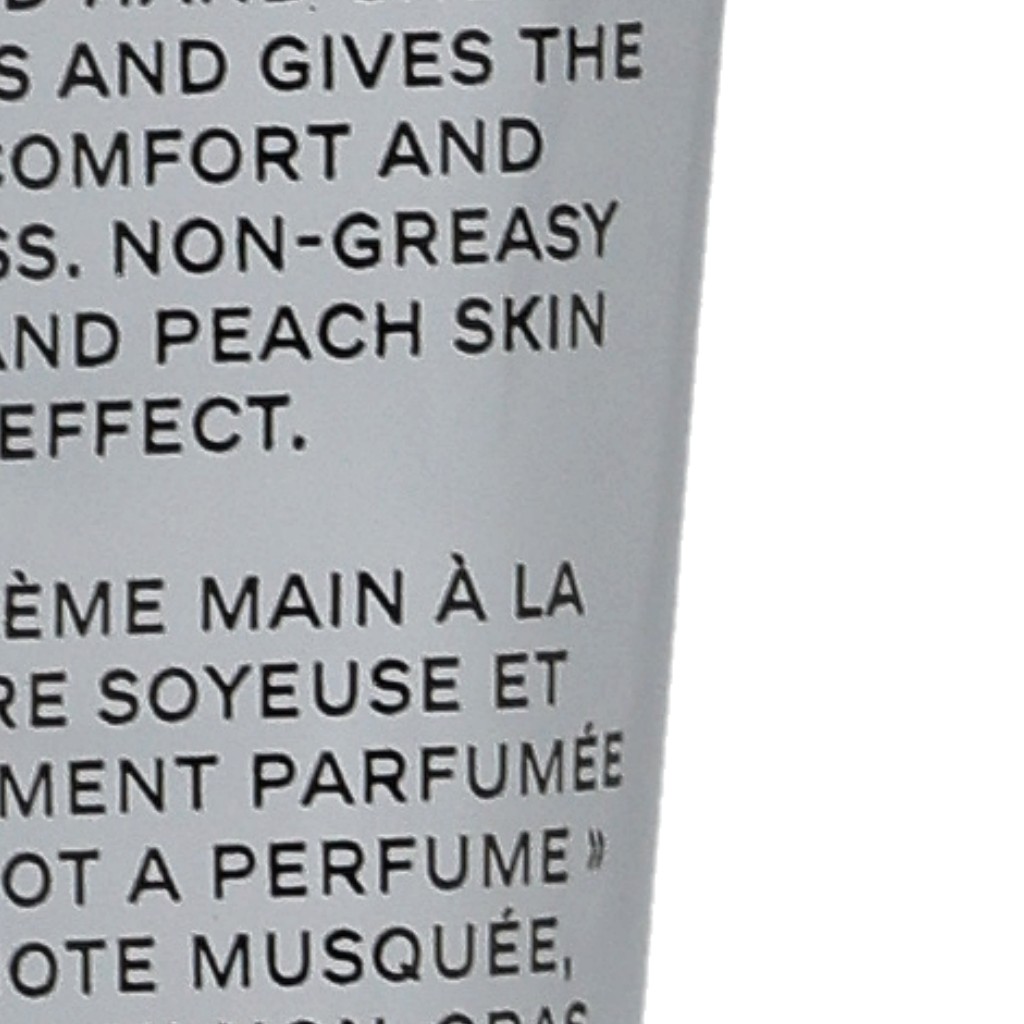 S AND GIVES THE
COMFORT AND
SS. NON-GREASY
AND PEACH SKIN
EFFECT.
ÈME MAIN À LA
RE SOYEUSE ET
MENT PARFUMÉE
OT A PERFUME »
OTE MUSQUÉE,